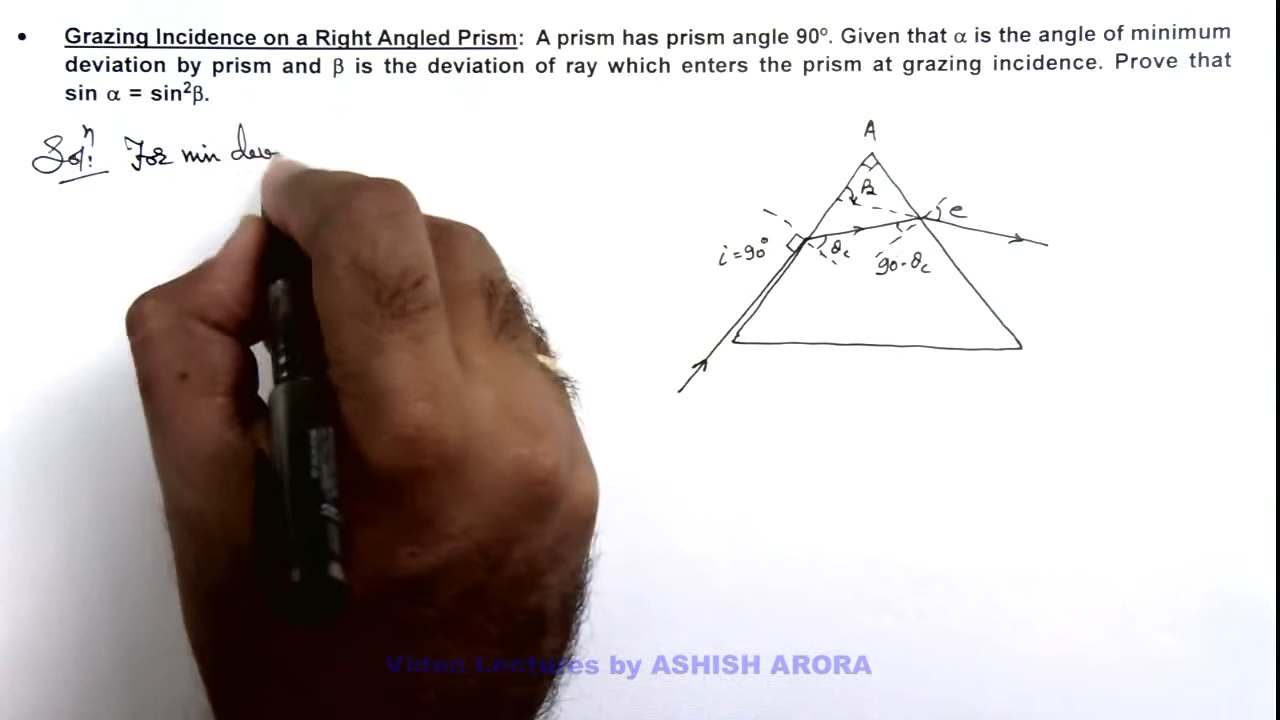 • Grazing Incidence on a Right Angled Prism: A prism has prism angle 90º. Given that α is the angle of minimum
deviation by prism and β is the deviation of ray which enters the prism at grazing incidence. Prove that
sin α = sin²β.
Solⁿ: For min dev
A
β
e
i = 90°
θc
90-θc
Video Lectures by ASHISH ARORA